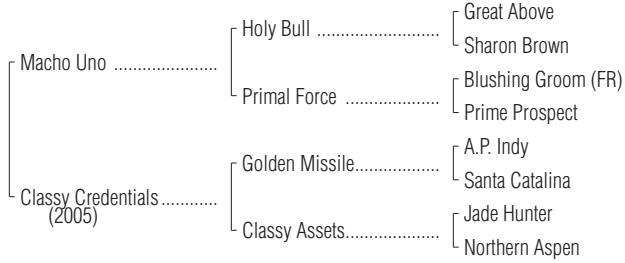 Great Above
Holy Bull ........................
Sharon Brown
Macho Uno ....................
Blushing Groom (FR)
Primal Force ..................
Prime Prospect
A.P. Indy
Golden Missile................
Santa Catalina
Classy Credentials...........
(2005)
Jade Hunter
Classy Assets..................
Northern Aspen